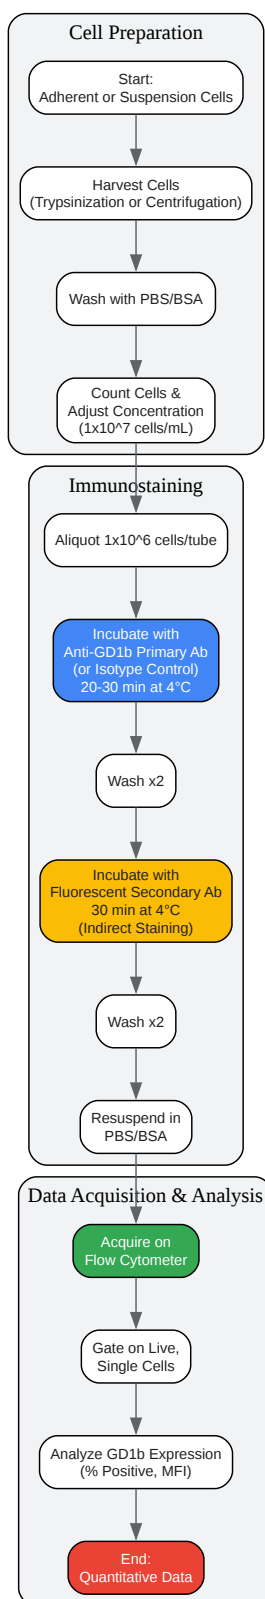 Cell Preparation
Start:
Adherent or Suspension Cells
Harvest Cells
(Trypsinization or Centrifugation)
Wash with PBS/BSA
Count Cells &
Adjust Concentration
(1x10^7 cells/mL)
Immunostaining
Aliquot 1x10^6 cells/tube
Incubate with
Anti-GD1b Primary Ab
(or Isotype Control)
20-30 min at 4°C
Wash x2
Incubate with
Fluorescent Secondary Ab
30 min at 4°C
(Indirect Staining)
Wash x2
Resuspend in
PBS/BSA
Data Acquisition & Analysis
Acquire on
Flow Cytometer
Gate on Live,
Single Cells
Analyze GD1b Expression
(% Positive, MFI)
End:
Quantitative Data